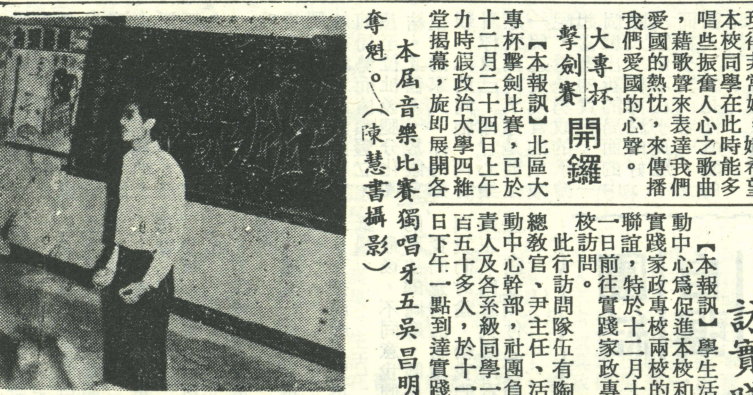 本校同學在此時能多
唱些振奮人心之歌曲
，藉歌聲來表達我們
愛國的熱忱，來傳播
我們愛國的心聲。
大專杯
擊劍賽
開鑼
【本報訊】北區大
專杯擊劍比賽，已於
十二月二十四日上午
九時假政治大學四維
堂揭幕，旋即展開各
訪實
【本報訊】學生活
動中心爲促進本校和
實踐家政專校兩校的
聯誼，特於十二月十
一日前往實踐家政專
校訪問。
此行訪問隊伍有陶
總教官、尹主任、活
動中心幹部，社團負
責人及各系級同學一
百五十多人，於十一
日下午一點到達實踐
本屆音樂比賽獨唱牙五吳昌明
奪魁。（陳慧書攝影）